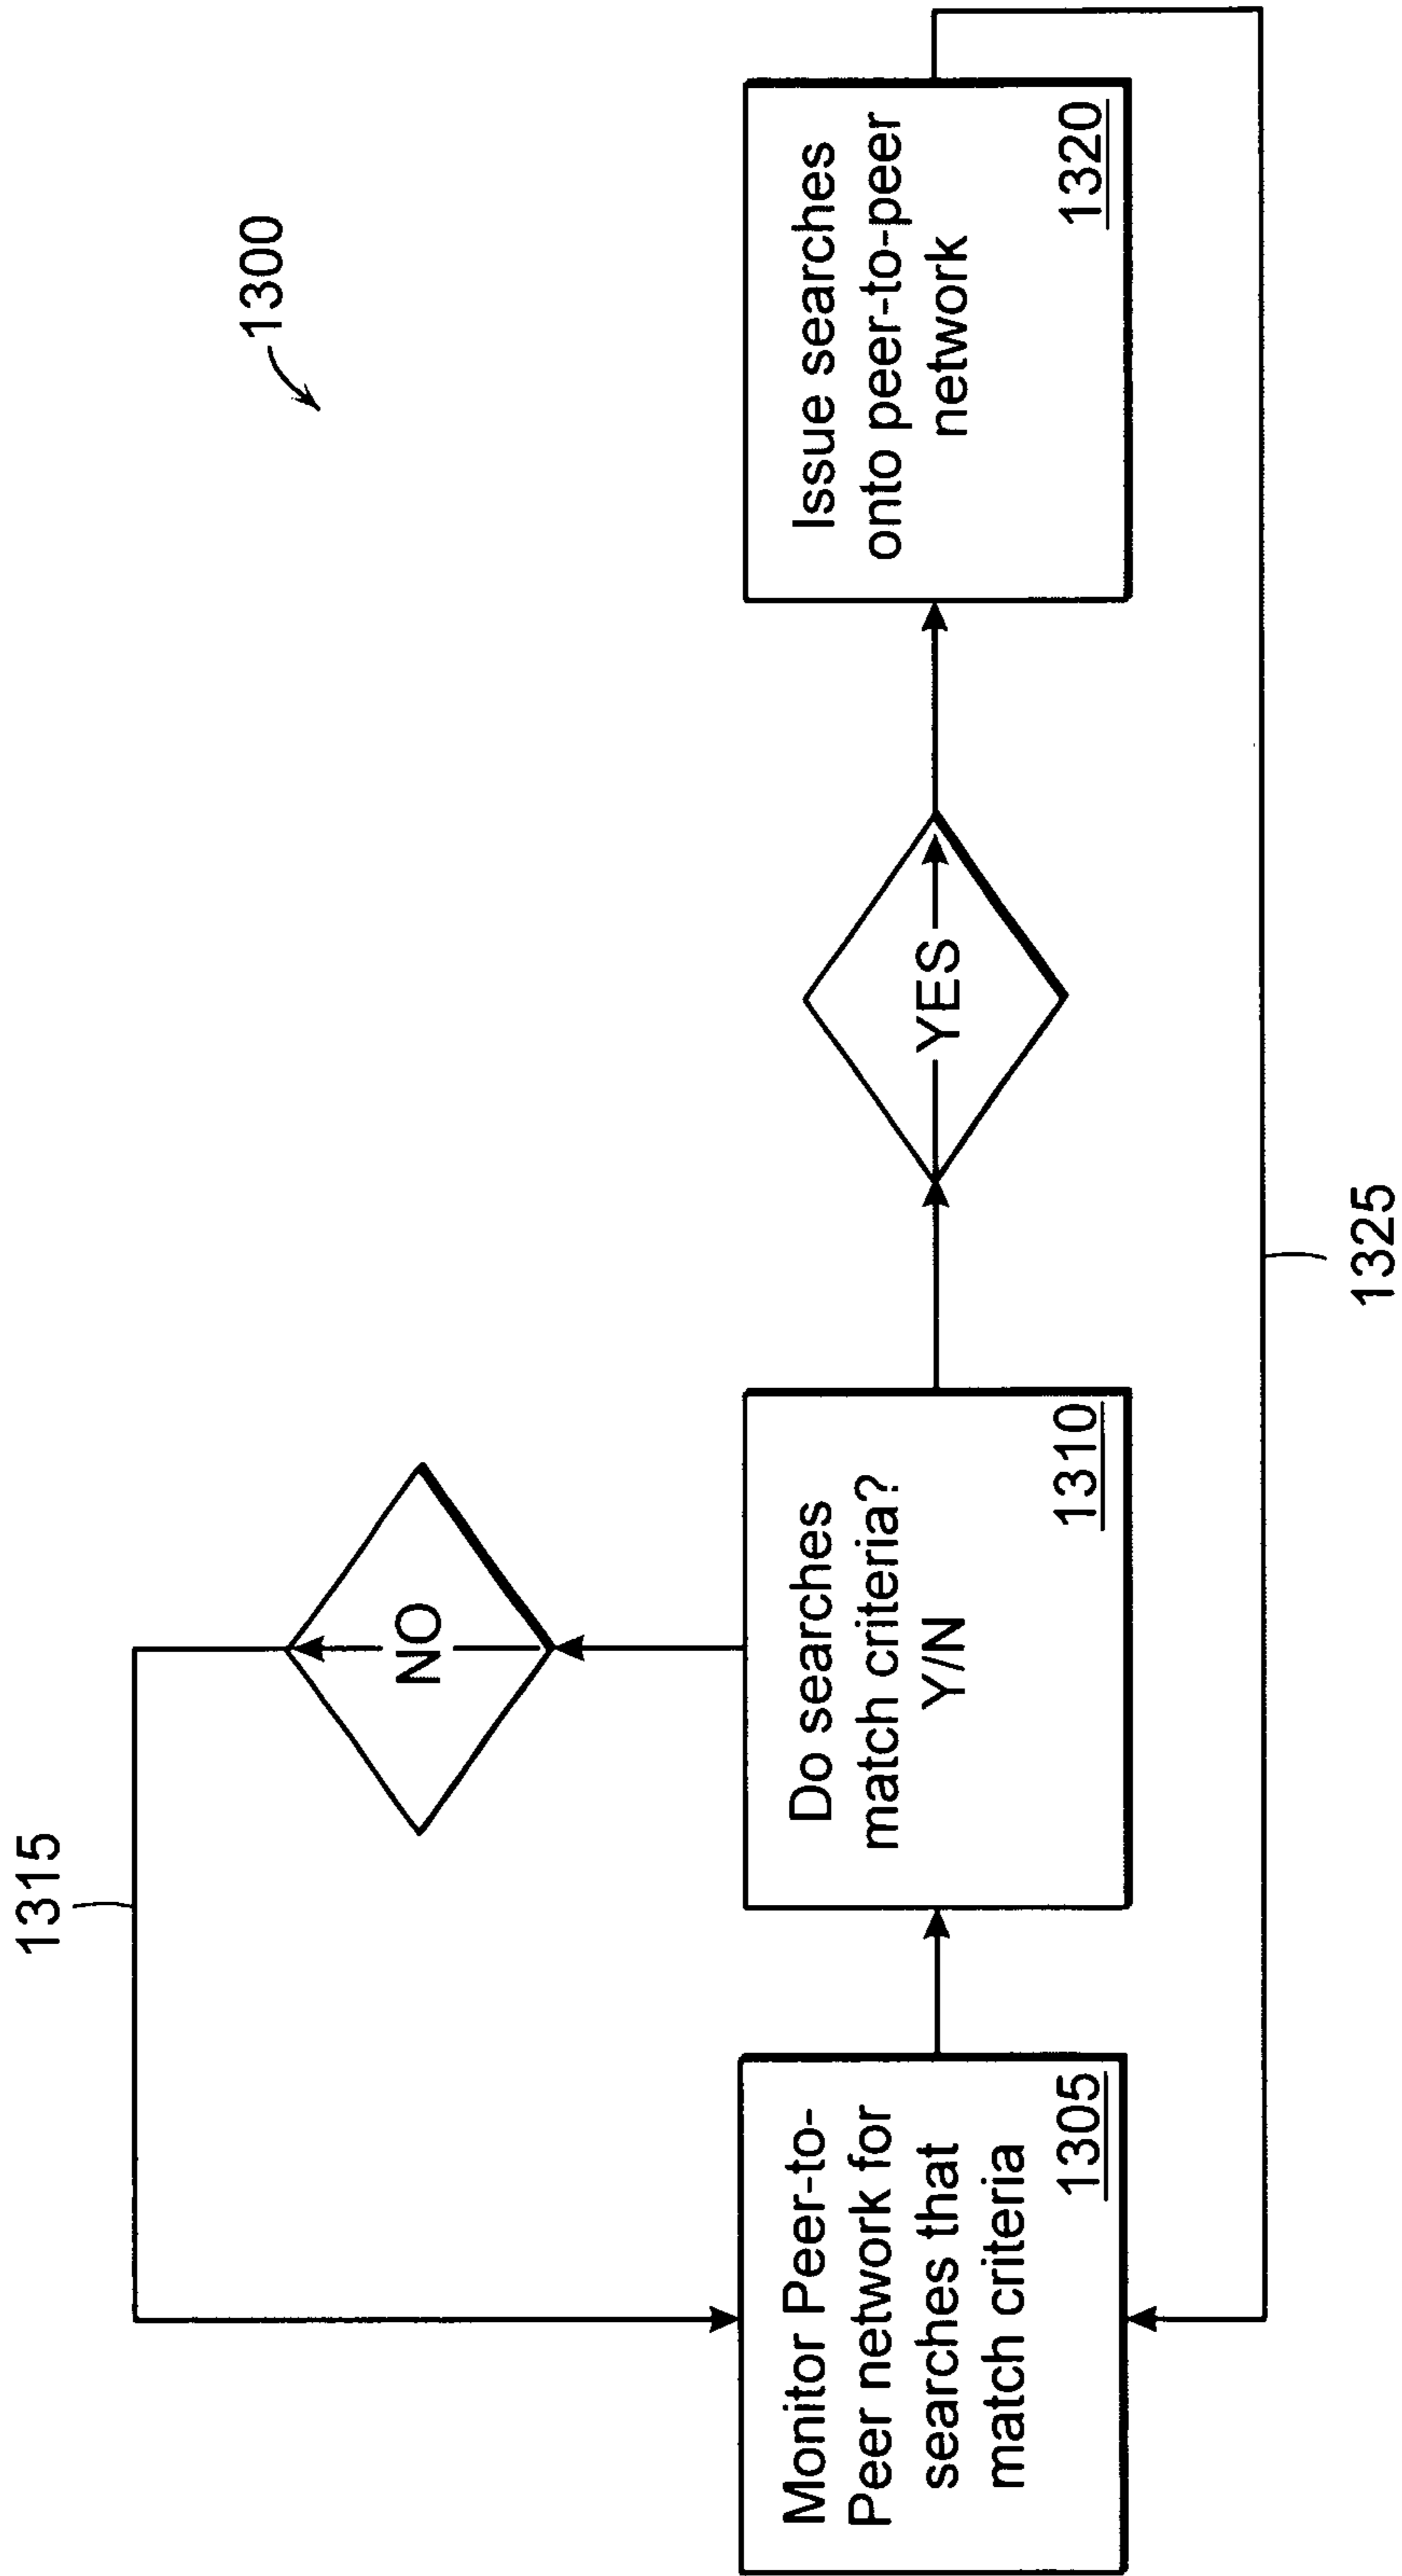 1300
1315
NO
Monitor Peer-to-
Peer network for
searches that
match criteria
1305
Do searches
match criteria?
Y/N
1310
YES
Issue searches
onto peer-to-peer
network
1320
1325